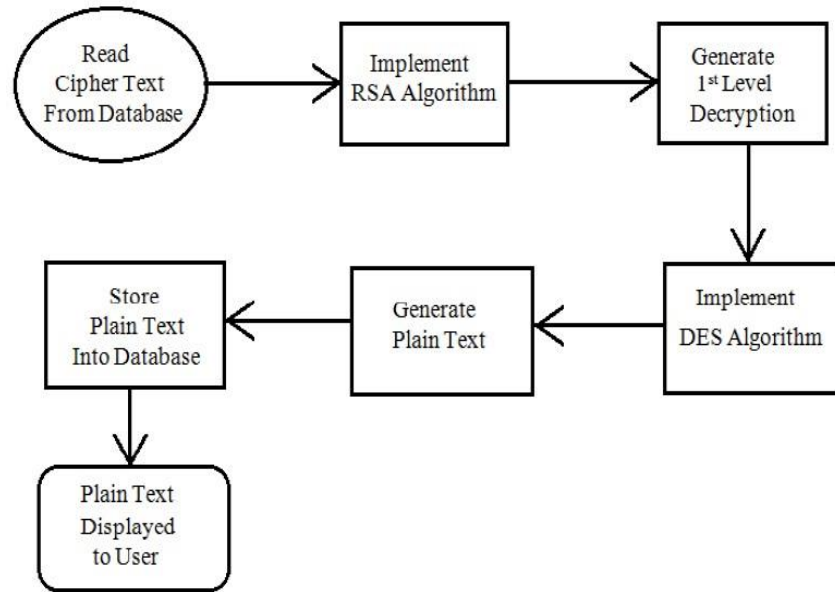 Read
Cipher Text
From Database
Implement
RSA Algorithm
Generate
1st Level
Decryption
Implement
DES Algorithm
Generate
Plain Text
Store
Plain Text
Into Database
Plain Text
Displayed
to User